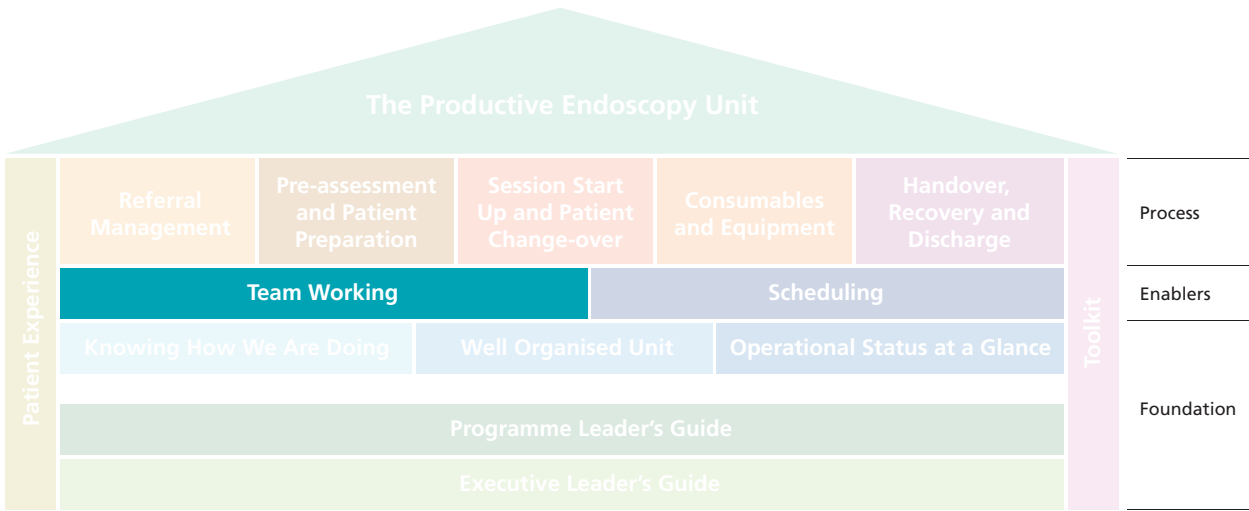 The Productive Endoscopy Unit
Patient Experience
Referral
Management
Pre-assessment
and Patient
Preparation
Session Start
Up and Patient
Change-over
Consumables
and Equipment
Handover,
Recovery and
Discharge
Toolkit
Process
Team Working
Scheduling
Enablers
Knowing How We Are Doing
Well Organised Unit
Operational Status at a Glance
Foundation
Programme Leader's Guide
Executive Leader's Guide